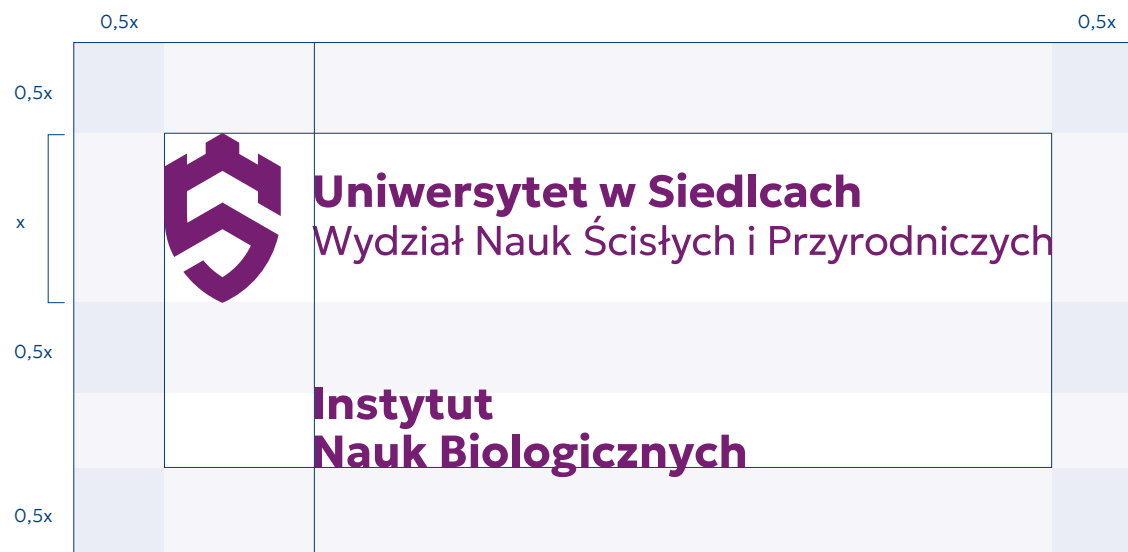 0,5x
0,5x
0,5x
x
Uniwersytet w Siedlcach
Wydział Nauk Ścisłych i Przyrodniczych
0,5x
Instytut
Nauk Biologicznych
0,5x